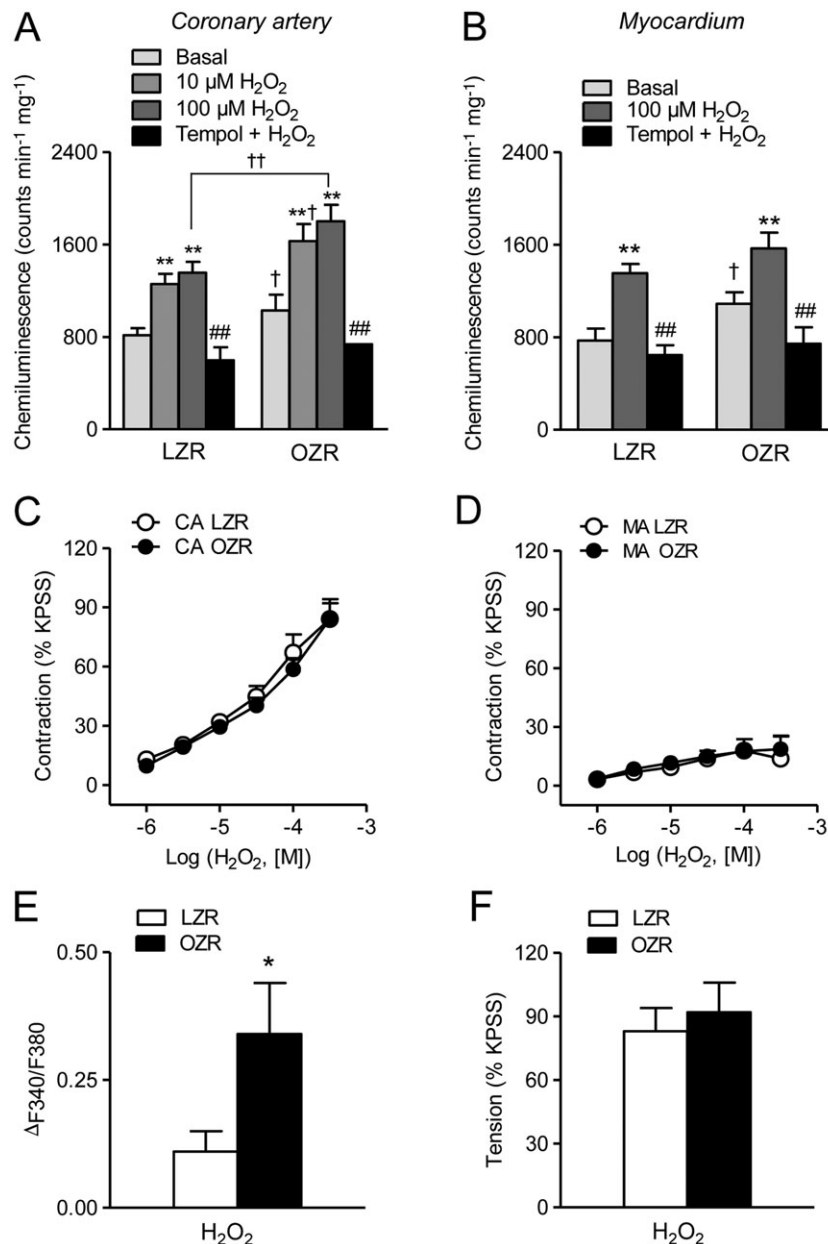 A
Coronary artery
Basal
10 µM H₂O₂
100 µM H₂O₂
Tempol + H₂O₂
Chemiluminescence (counts min⁻¹ mg⁻¹)
2400
1600
800
0
††
**
**
##
†
**†
**
##
LZR
OZR
B
Myocardium
Basal
100 µM H₂O₂
Tempol + H₂O₂
Chemiluminescence (counts min⁻¹ mg⁻¹)
2400
1600
800
0
**
##
†
**
##
LZR
OZR
C
CA LZR
CA OZR
Contraction (% KPSS)
120
90
60
30
0
-6
-5
-4
-3
Log (H₂O₂, [M])
D
MA LZR
MA OZR
Contraction (% KPSS)
120
90
60
30
0
-6
-5
-4
-3
Log (H₂O₂, [M])
E
LZR
OZR
ΔF340/F380
0.50
0.25
0.00
*
H₂O₂
F
LZR
OZR
Tension (% KPSS)
120
90
60
30
0
H₂O₂